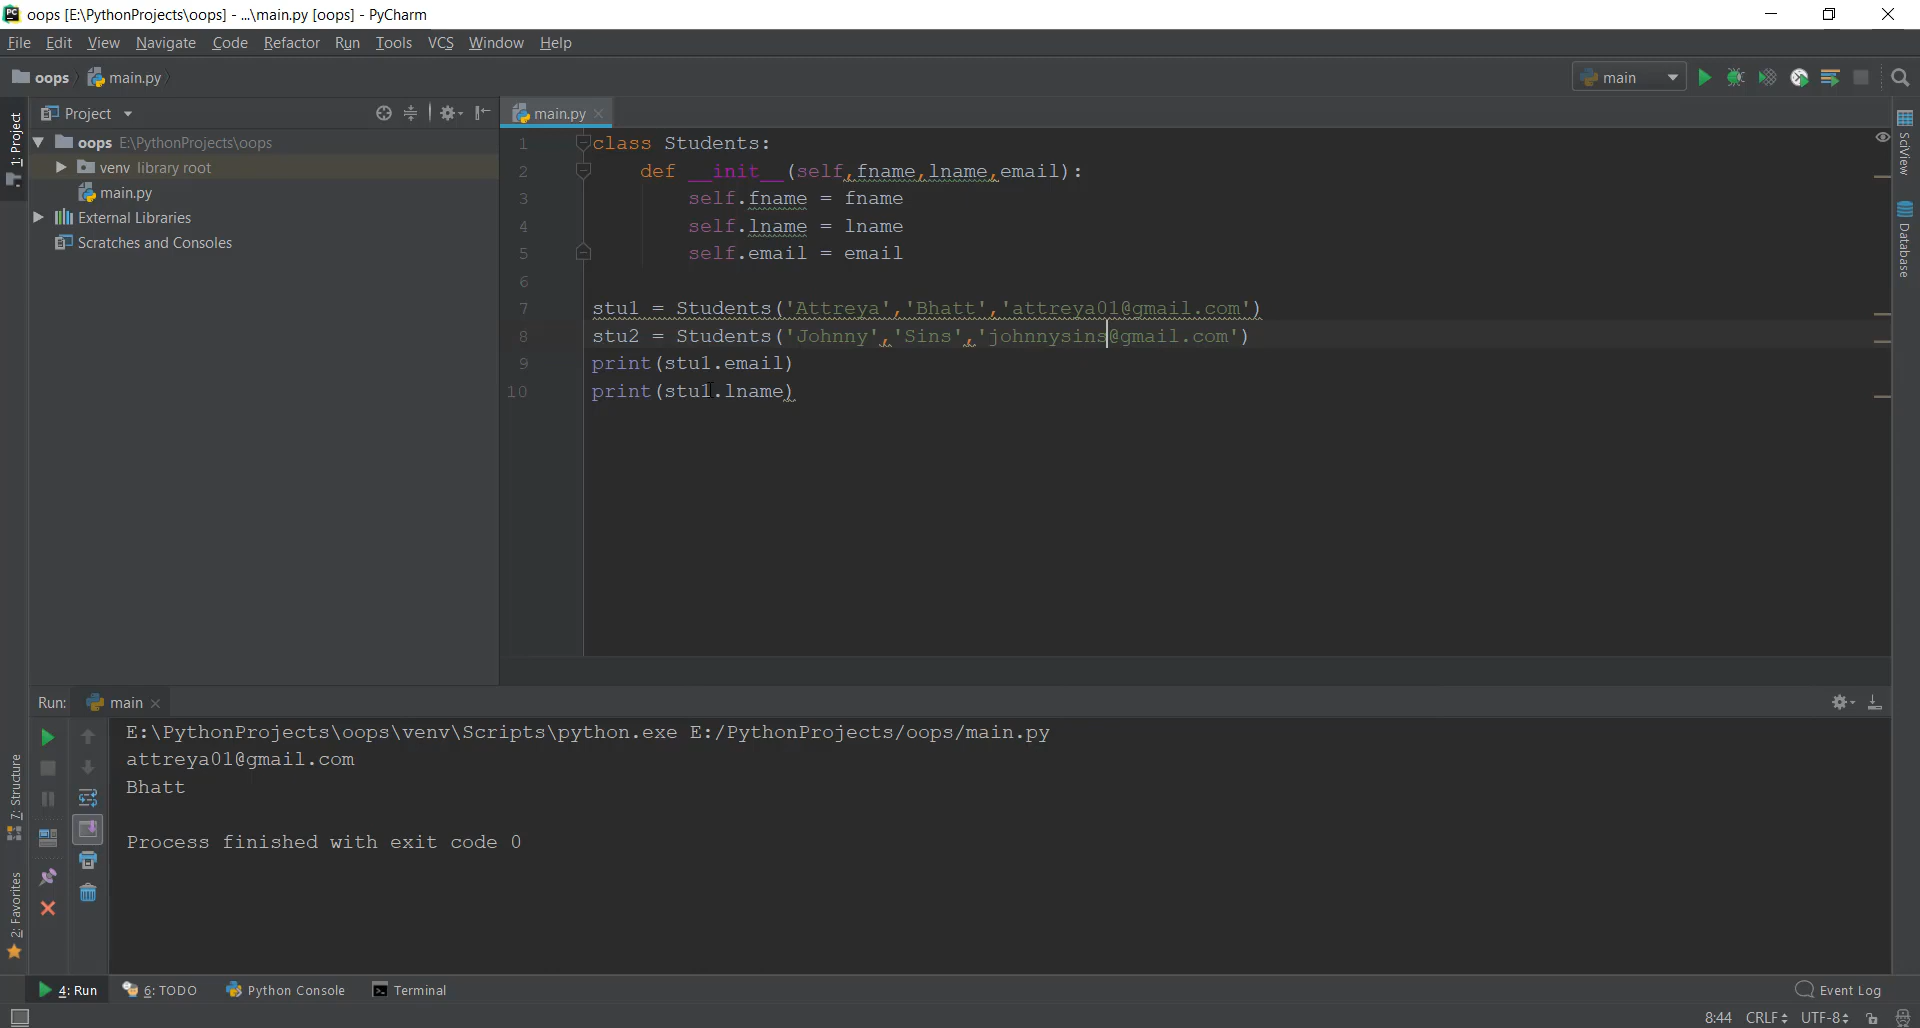 oops [E:\PythonProjects\oops] - ...\main.py [oops] - PyCharm
File Edit View Navigate Code Refactor Run Tools VCS Window Help
oops main.py main
1: Project
Project
main.py
oops E:\PythonProjects\oops
venv library root
main.py
External Libraries
Scratches and Consoles
1 class Students:
2 def __init__(self,fname,lname,email):
3 self.fname = fname
4 self.lname = lname
5 self.email = email
6
7 stu1 = Students('Attreya','Bhatt','attreya01@gmail.com')
8 stu2 = Students('Johnny','Sins','johnnysins@gmail.com')
9 print(stu1.email)
10 print(stu1.lname)
SciView
Database
Run: main
E:\PythonProjects\oops\venv\Scripts\python.exe E:/PythonProjects/oops/main.py
attreya01@gmail.com
Bhatt
Process finished with exit code 0
7: Structure
2: Favorites
4: Run 6: TODO Python Console Terminal Event Log
8:44 CRLF UTF-8